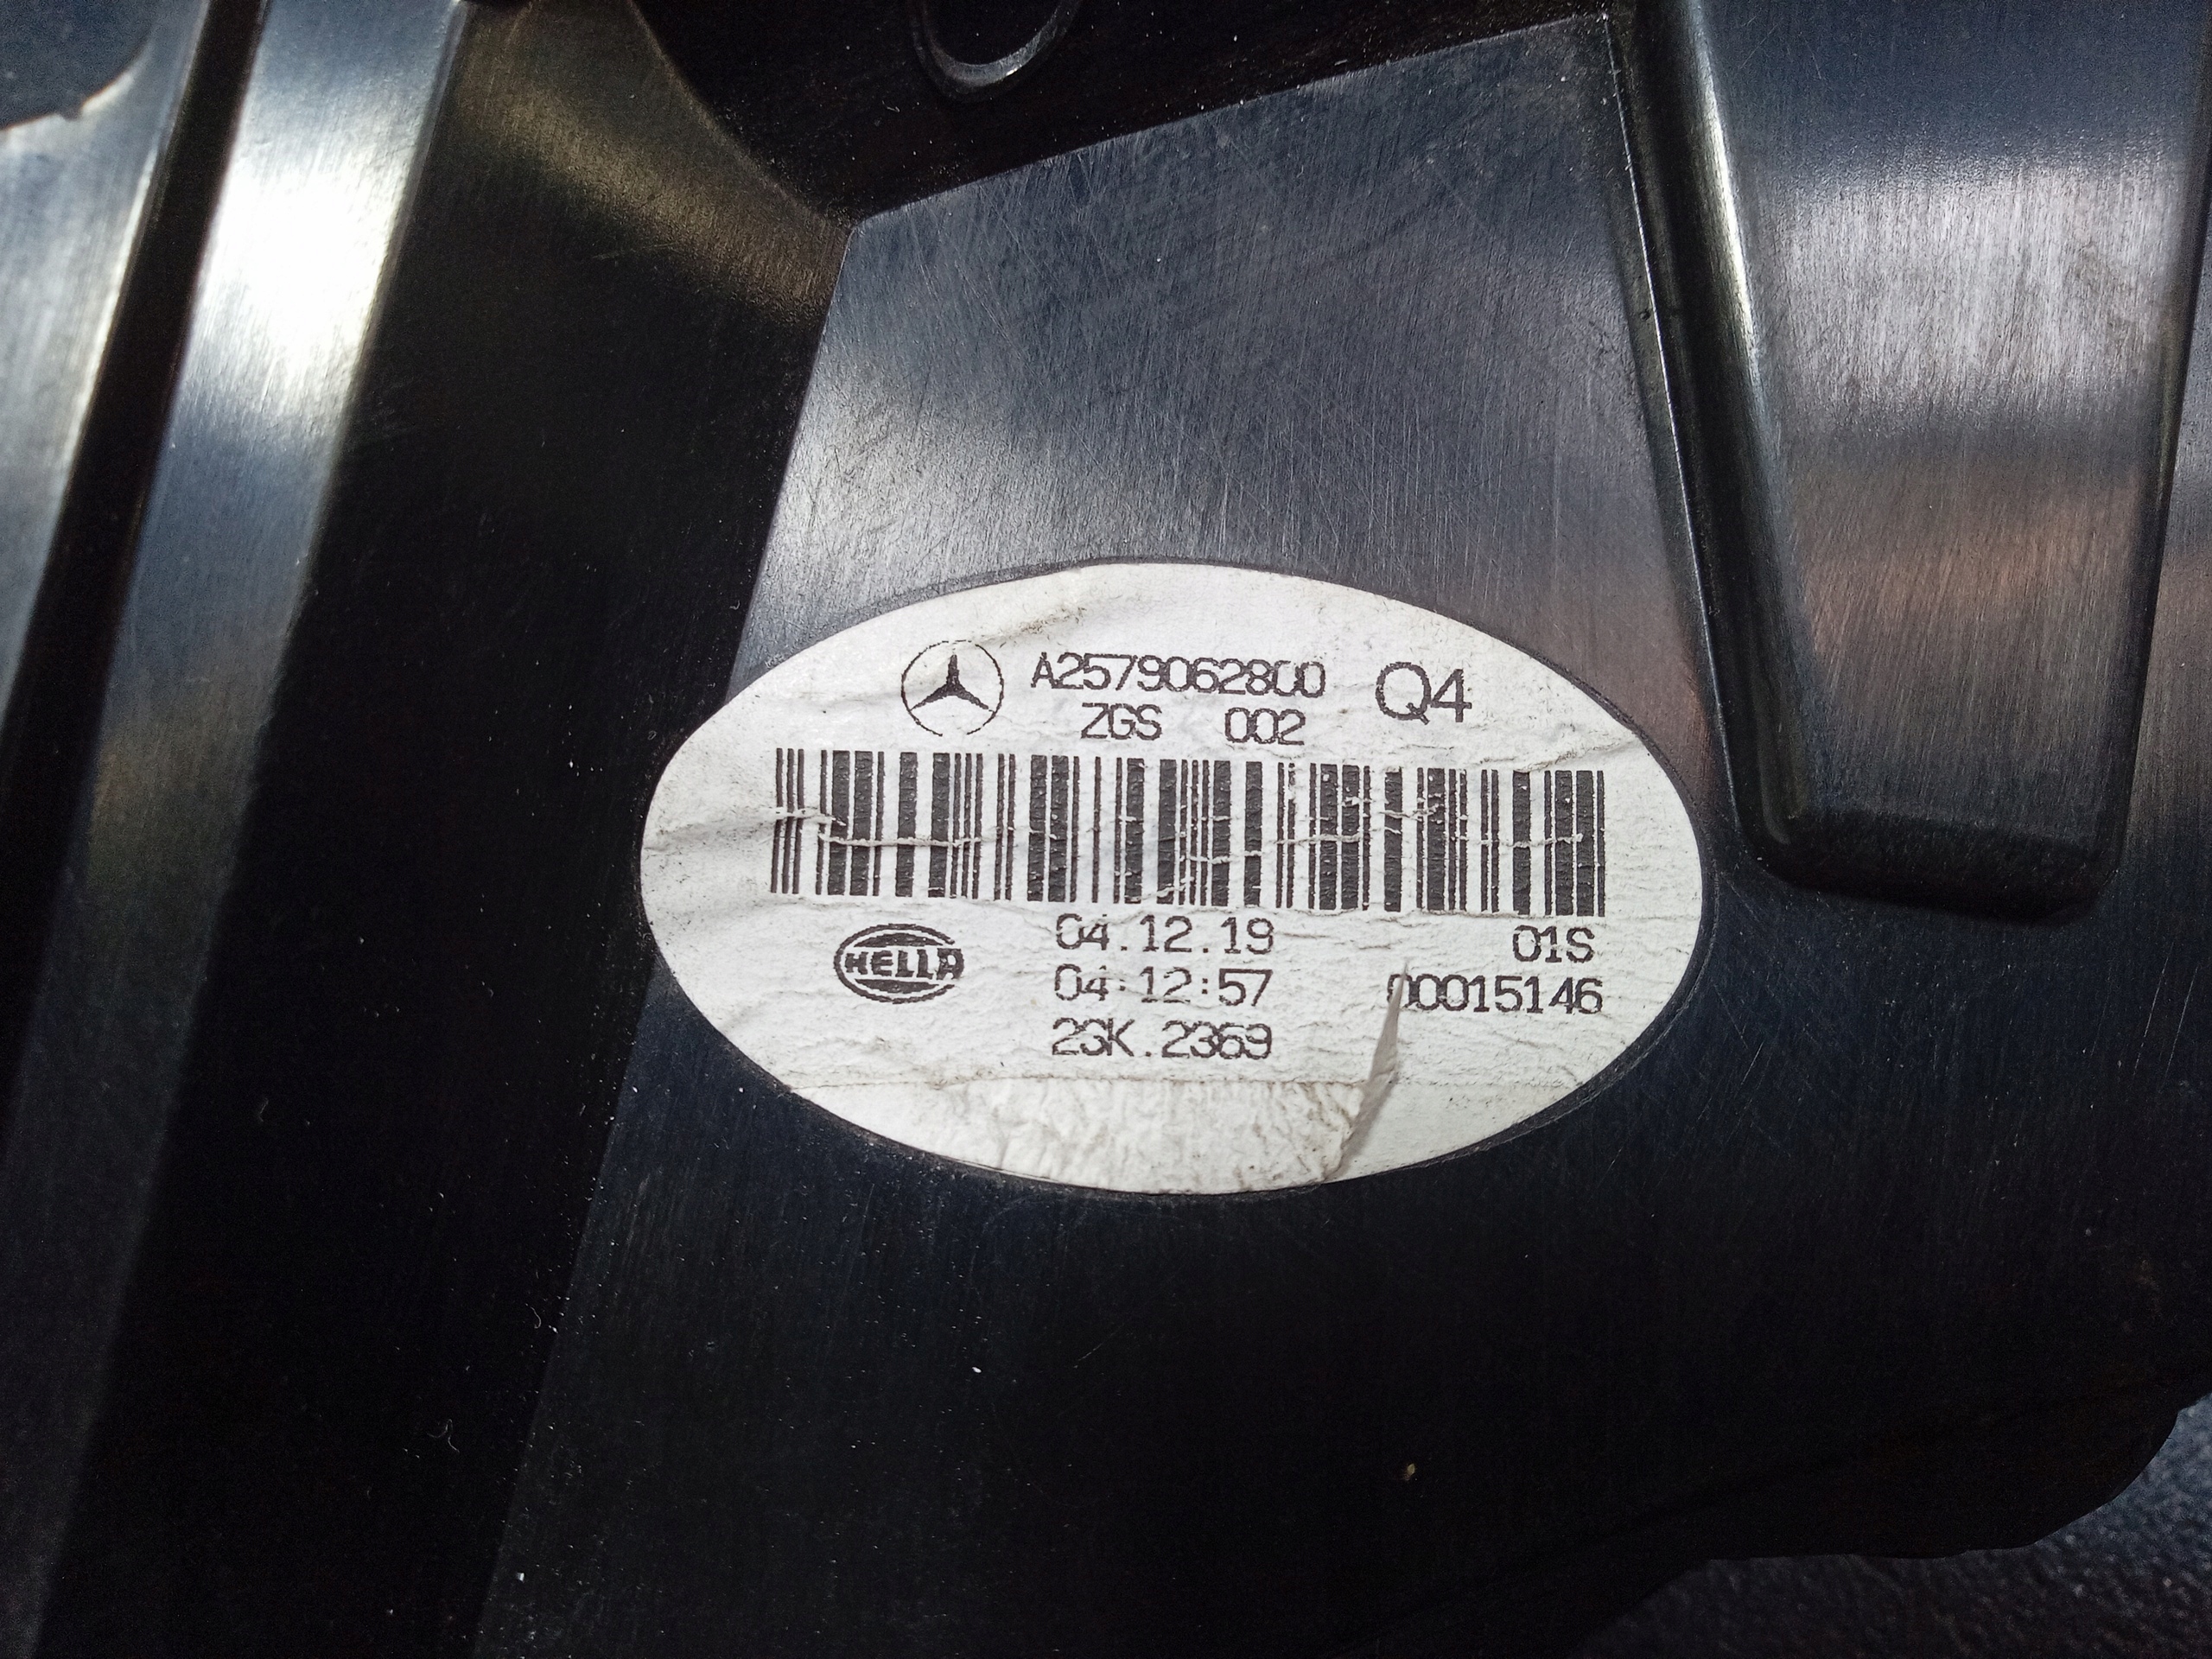 A2579062800 Q4
ZGS 002
HELLA
04.12.19
01S
04:12:57
00015146
23K.2369